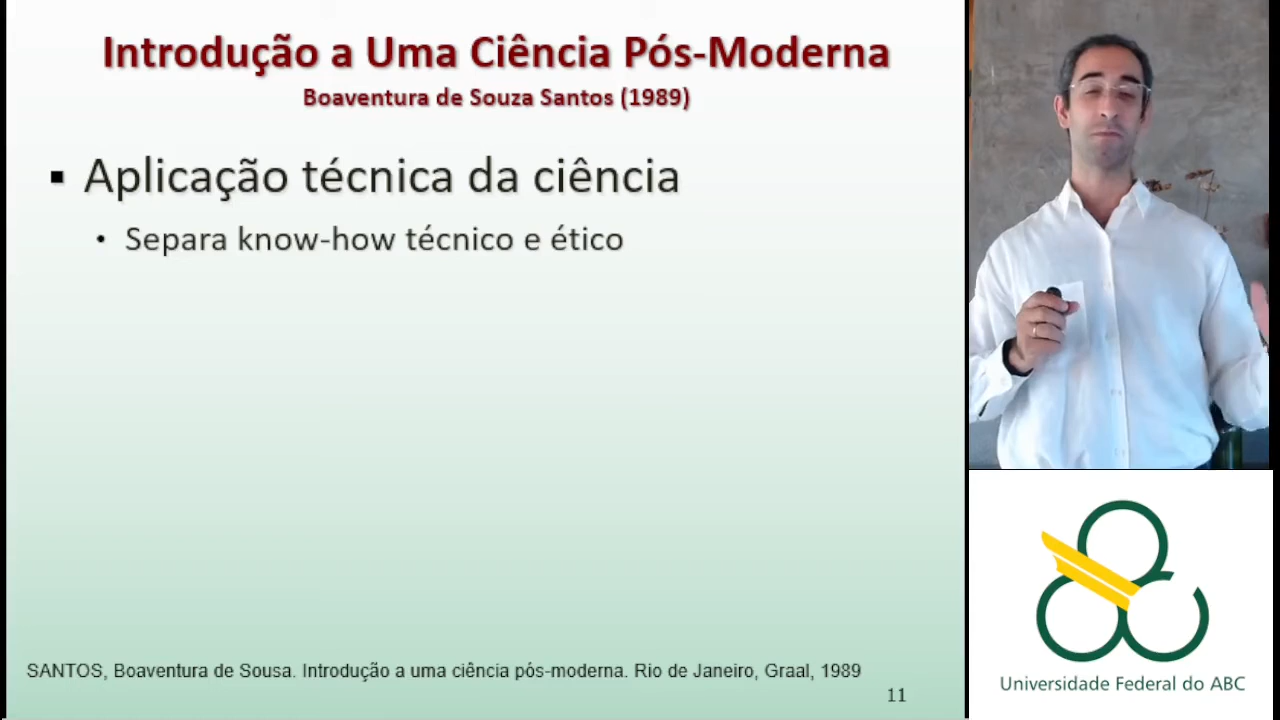 Introdução a Uma Ciência Pós-Moderna
Boaventura de Souza Santos (1989)
▪ Aplicação técnica da ciência
• Separa know-how técnico e ético
SANTOS, Boaventura de Sousa. Introdução a uma ciência pós-moderna. Rio de Janeiro, Graal, 1989
11
Universidade Federal do ABC